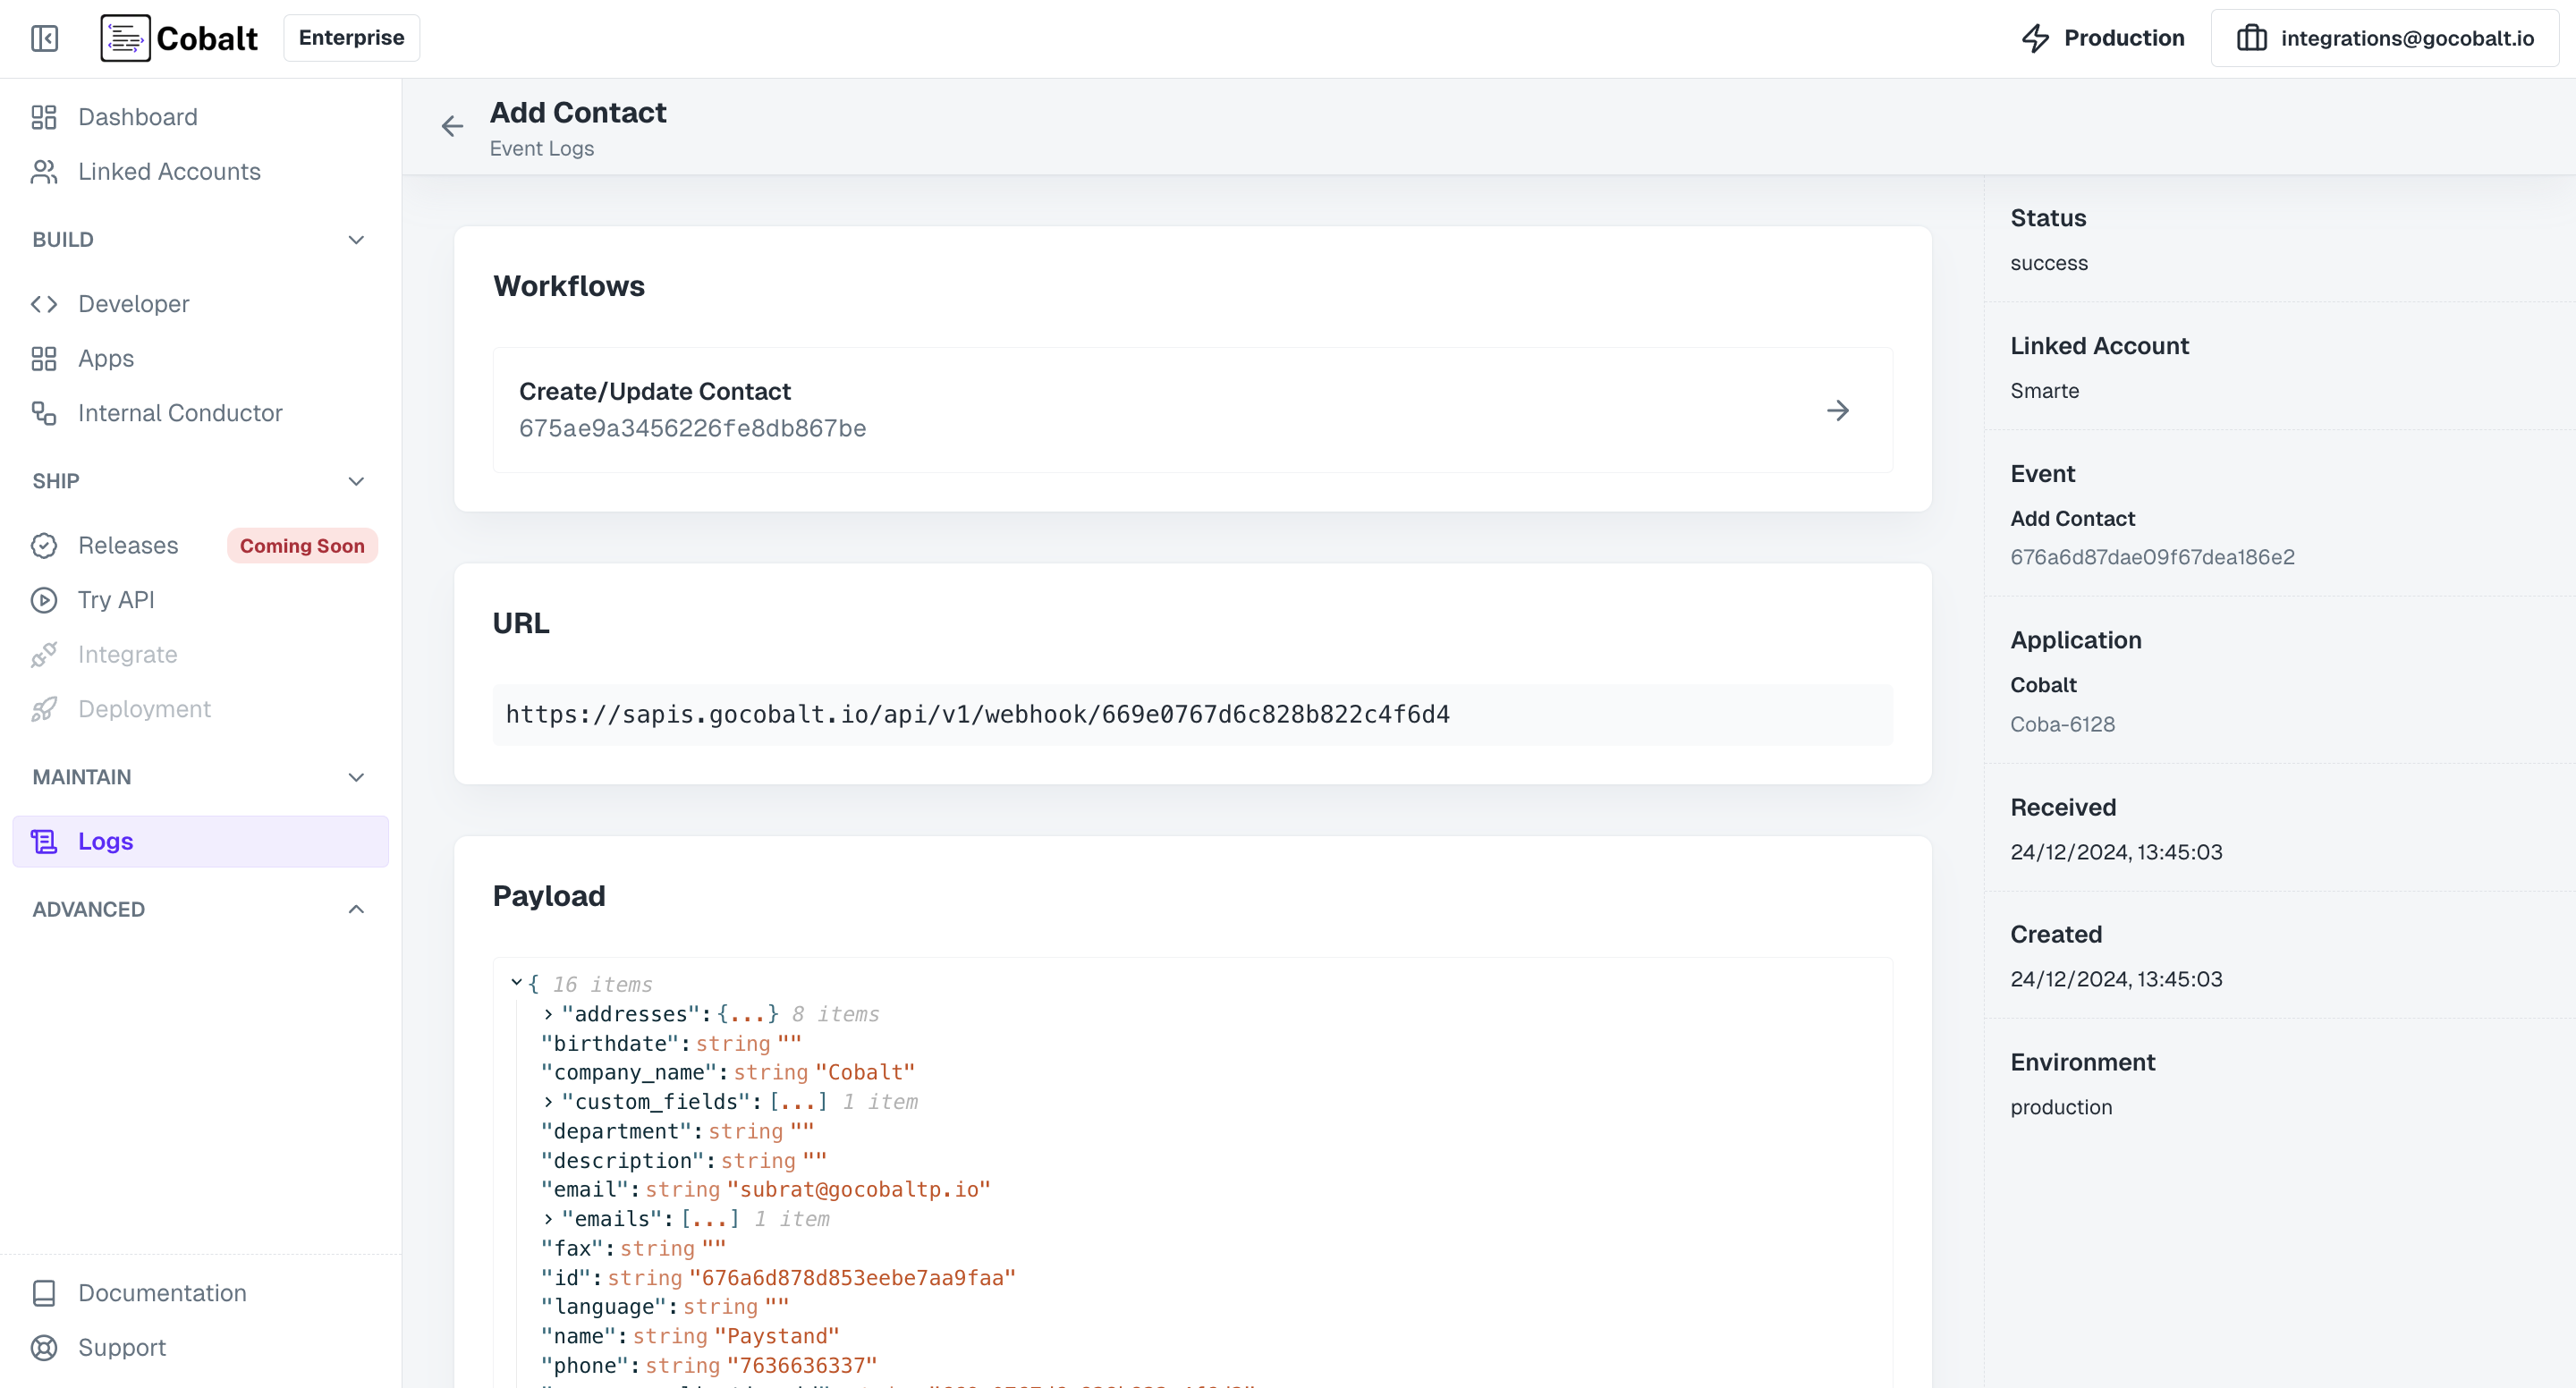 Cobalt
Enterprise
Production
integrations@gocobalt.io
Dashboard
Linked Accounts
BUILD
Developer
Apps
Internal Conductor
SHIP
Releases
Coming Soon
Try API
Integrate
Deployment
MAINTAIN
Logs
ADVANCED
Documentation
Support
Add Contact
Event Logs
Workflows
Create/Update Contact
675ae9a3456226fe8db867be
URL
https://sapis.gocobalt.io/api/v1/webhook/669e0767d6c828b822c4f6d4
Payload
{ 16 items
"addresses":{...} 8 items
"birthdate":string""
"company_name":string"Cobalt"
"custom_fields":[...] 1 item
"department":string""
"description":string""
"email":string"subrat@gocobaltp.io"
"emails":[...] 1 item
"fax":string""
"id":string"676a6d878d853eebe7aa9faa"
"language":string""
"name":string"Paystand"
"phone":string"7636636337"
Status
success
Linked Account
Smarte
Event
Add Contact
676a6d87dae09f67dea186e2
Application
Cobalt
Coba-6128
Received
24/12/2024, 13:45:03
Created
24/12/2024, 13:45:03
Environment
production